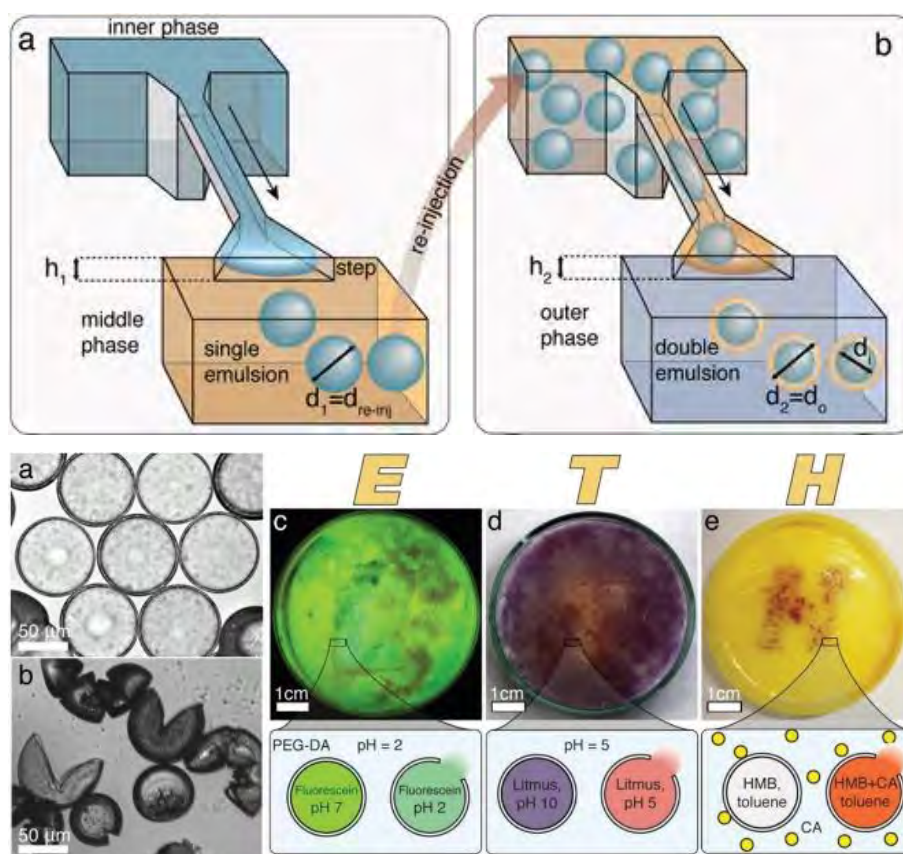 a
inner phase
h1
step
middle
phase
single
emulsion
d1=dre-inj
re-injection
b
h2
outer
phase
double
emulsion
di
d2=do
a
50 µm
b
50 µm
E
T
H
c
1cm
d
1cm
e
1cm
PEG-DA
pH = 2
Fluorescein
pH 7
Fluorescein
pH 2
pH = 5
Litmus,
pH 10
Litmus,
pH 5
HMB,
toluene
HMB+CA
toluene
CA